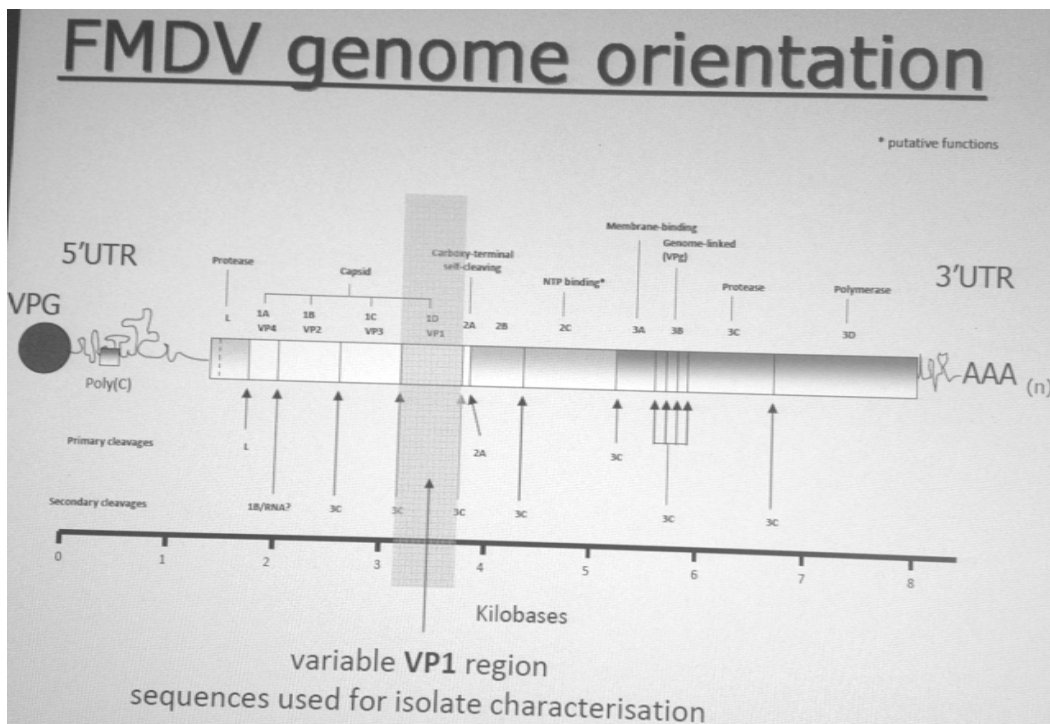 FMDV genome orientation
* putative functions
Membrane-binding
Genome-linked
(VPg)
5'UTR
3'UTR
Protease
Capsid
Carboxy-terminal
self-cleaving
NTP binding*
Protease
Polymerase
VPG
L
1A
VP4
1B
VP2
1C
VP3
1D
VP1
2A
2B
2C
3A
3B
3C
3D
Poly(C)
AAA (n)
Primary cleavages
L
2A
3C
Secondary cleavages
1B/RNA?
3C
3C
3C
3C
3C
3C
0
1
2
3
4
5
6
7
8
Kilobases
variable VP1 region
sequences used for isolate characterisation